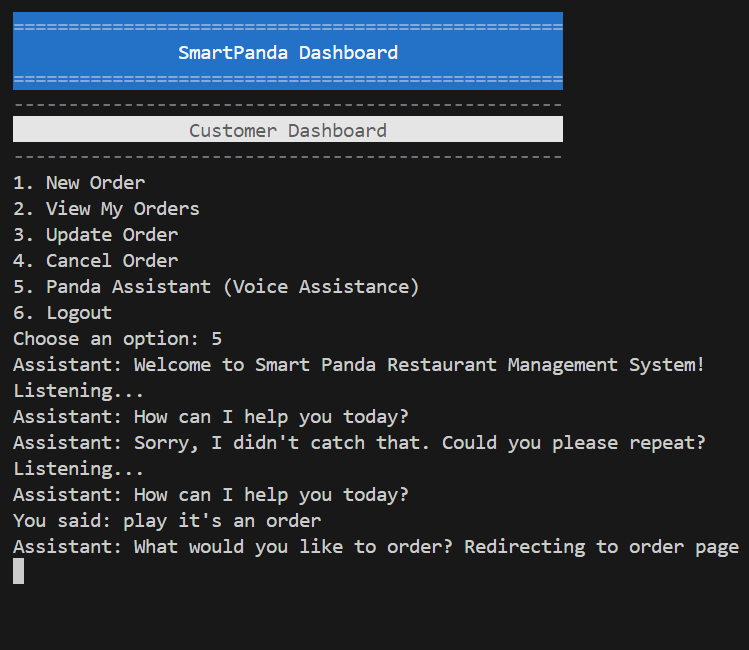 ==================================================
SmartPanda Dashboard
==================================================
--------------------------------------------------
Customer Dashboard
--------------------------------------------------
1. New Order
2. View My Orders
3. Update Order
4. Cancel Order
5. Panda Assistant (Voice Assistance)
6. Logout
Choose an option: 5
Assistant: Welcome to Smart Panda Restaurant Management System!
Listening...
Assistant: How can I help you today?
Assistant: Sorry, I didn't catch that. Could you please repeat?
Listening...
Assistant: How can I help you today?
You said: play it's an order
Assistant: What would you like to order? Redirecting to order page